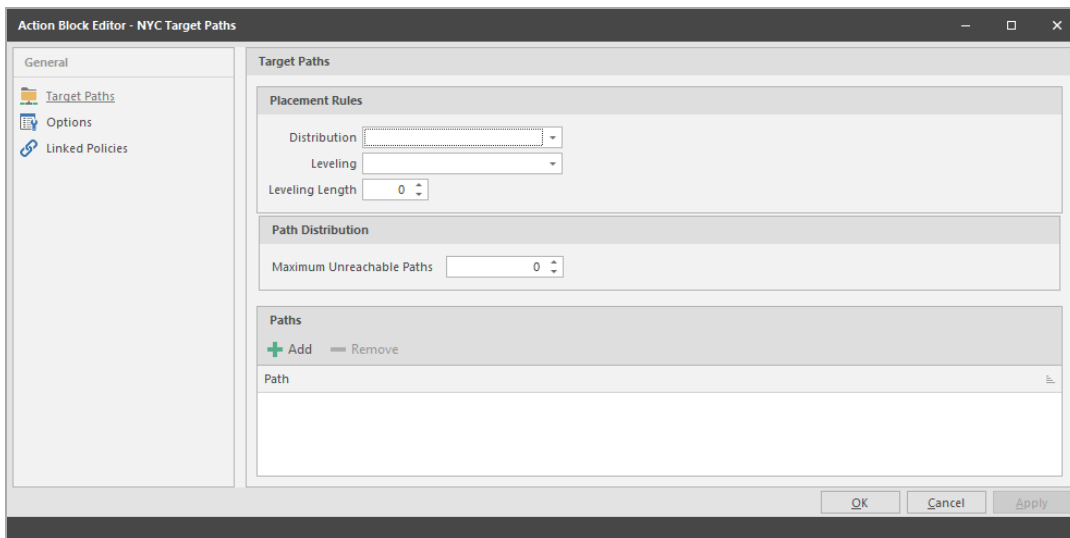 Action Block Editor - NYC Target Paths
General
Target Paths
Options
Linked Policies
Target Paths
Placement Rules
Distribution
Leveling
Leveling Length 0
Path Distribution
Maximum Unreachable Paths 0
Paths
Add Remove
Path
OK Cancel Apply